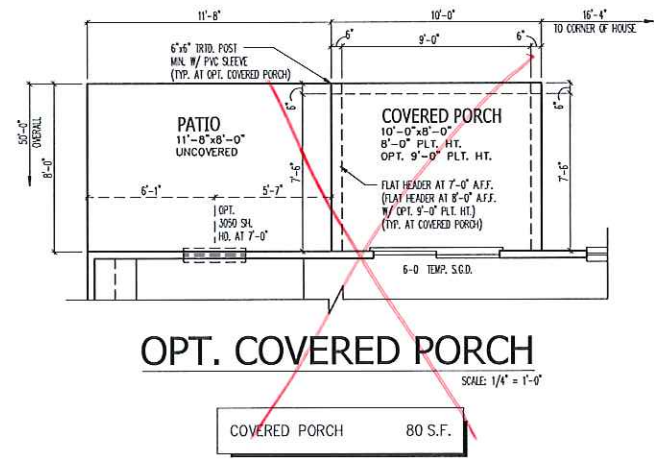 11'-8"
10'-0"
16'-4"
TO CORNER OF HOUSE
6"
9'-0"
6"
6"x6" TRTD. POST
MIN. W/ PVC SLEEVE
(TYP. AT OPT. COVERED PORCH)
50'-0"
OVERALL
8'-0"
6"
6"
PATIO
11'-8"x8'-0"
UNCOVERED
COVERED PORCH
10'-0"x8'-0"
8'-0" PLT. HT.
OPT. 9'-0" PLT. HT.
7'-6"
7'-6"
6'-1"
5'-7"
FLAT HEADER AT 7'-0" A.F.F.
(FLAT HEADER AT 8'-0" A.F.F.
W/ OPT. 9'-0" PLT. HT.)
(TYP. AT COVERED PORCH)
OPT.
3050 SH.
HD. AT 7'-0"
6-0 TEMP. S.G.D.
OPT. COVERED PORCH
SCALE: 1/4" = 1'-0"
COVERED PORCH 80 S.F.